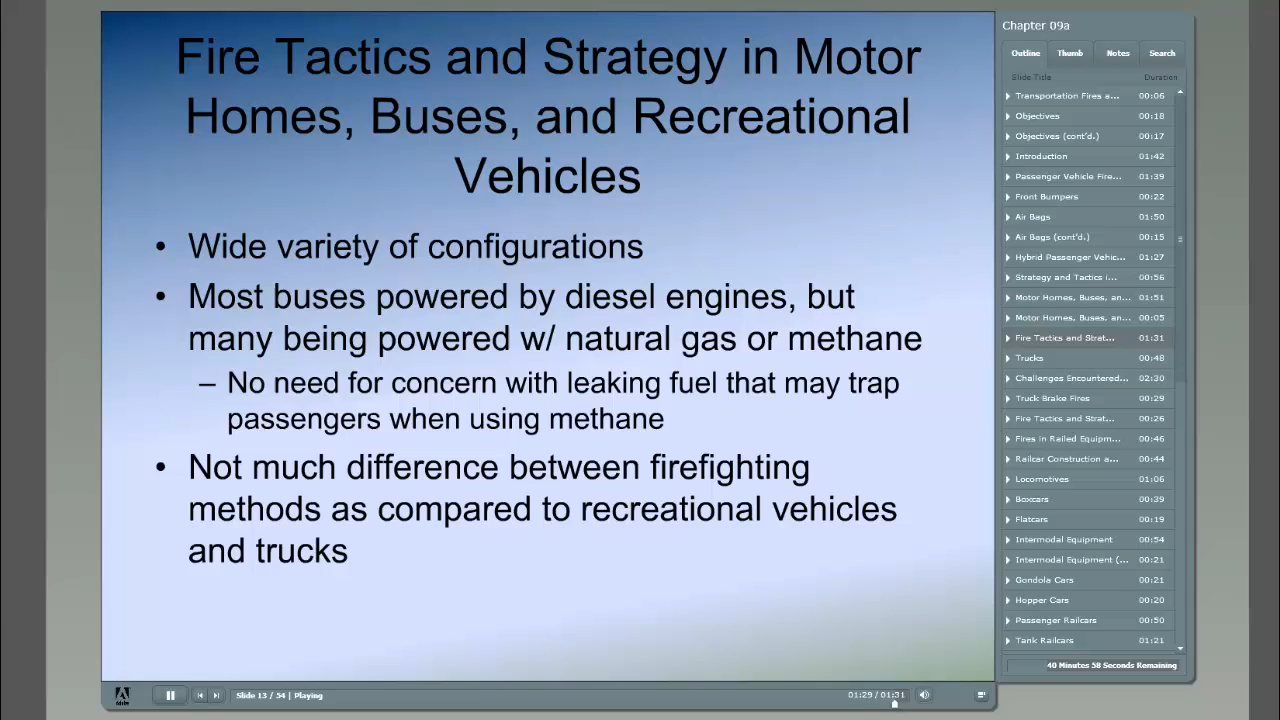 Fire Tactics and Strategy in Motor
Homes, Buses, and Recreational
Vehicles
• Wide variety of configurations
• Most buses powered by diesel engines, but
many being powered w/ natural gas or methane
– No need for concern with leaking fuel that may trap
passengers when using methane
• Not much difference between firefighting
methods as compared to recreational vehicles
and trucks
Chapter 09a
Outline Thumb Notes Search
Slide Title Duration
Transportation Fires a... 00:06
Objectives 00:18
Objectives (cont'd.) 00:17
Introduction 01:42
Passenger Vehicle Fire... 01:39
Front Bumpers 00:22
Air Bags 01:50
Air Bags (cont'd.) 00:15
Hybrid Passenger Vehic... 01:27
Strategy and Tactics i... 00:56
Motor Homes, Buses, an... 01:51
Motor Homes, Buses, an... 00:05
Fire Tactics and Strat... 01:31
Trucks 00:48
Challenges Encountered... 02:30
Truck Brake Fires 00:29
Fire Tactics and Strat... 00:26
Fires in Railed Equipm... 00:46
Railcar Construction a... 00:44
Locomotives 01:06
Boxcars 00:39
Flatcars 00:19
Intermodal Equipment 00:54
Intermodal Equipment (... 00:21
Gondola Cars 00:21
Hopper Cars 00:20
Passenger Railcars 00:50
Tank Railcars 01:21
40 Minutes 58 Seconds Remaining
Adobe
Slide 13 / 54 | Playing
01:29 / 01:31